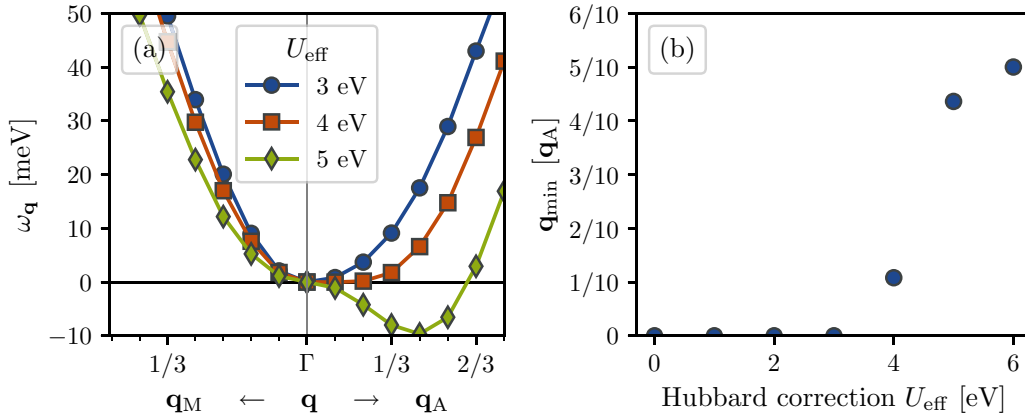 (a)
U_eff
3 eV
4 eV
5 eV
50
40
30
20
10
0
−10
ω_q [meV]
1/3
Γ
1/3
2/3
q_M ← q → q_A
(b)
6/10
5/10
4/10
3/10
2/10
1/10
0
q_min [q_A]
0
2
4
6
Hubbard correction U_eff [eV]